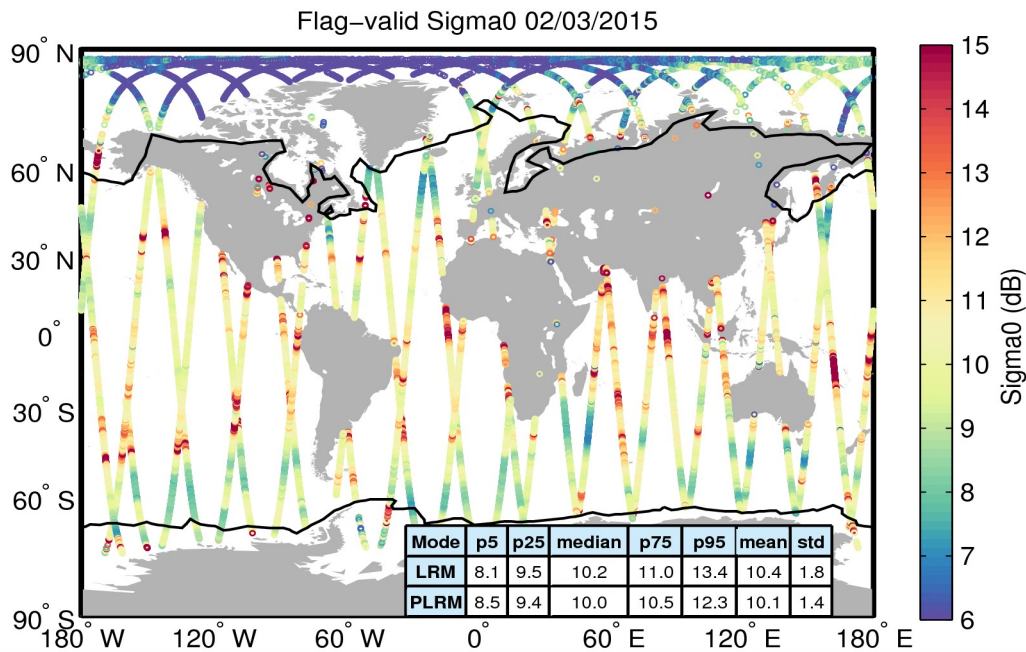 Flag−valid Sigma0 02/03/2015
90° N
60° N
30° N
0°
30° S
60° S
90° S
180° W
120° W
60° W
0°
60° E
120° E
180° E
15
14
13
12
11
10
9
8
7
6
Sigma0 (dB)
Mode p5 p25 median p75 p95 mean std
LRM 8.1 9.5 10.2 11.0 13.4 10.4 1.8
PLRM 8.5 9.4 10.0 10.5 12.3 10.1 1.4